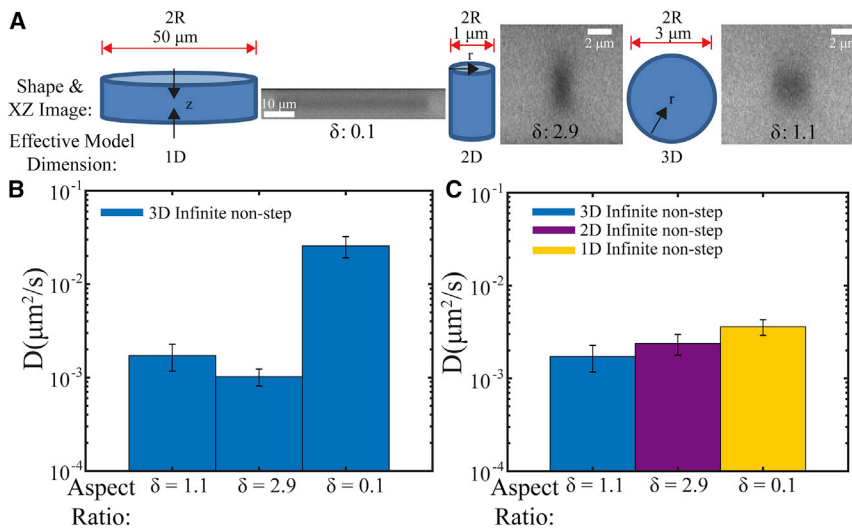 A
2R
50 μm
2R
1 μm
2R
3 μm
2 μm
2 μm
r
r
z
Shape &
XZ Image:
10 μm
δ: 0.1
δ: 2.9
δ: 1.1
Effective Model
Dimension:
1D
2D
3D
B
3D Infinite non-step
D(μm²/s)
10⁻¹
10⁻²
10⁻³
10⁻⁴
Aspect
Ratio:
δ = 1.1
δ = 2.9
δ = 0.1
C
3D Infinite non-step
2D Infinite non-step
1D Infinite non-step
D(μm²/s)
10⁻¹
10⁻²
10⁻³
10⁻⁴
Aspect
Ratio:
δ = 1.1
δ = 2.9
δ = 0.1